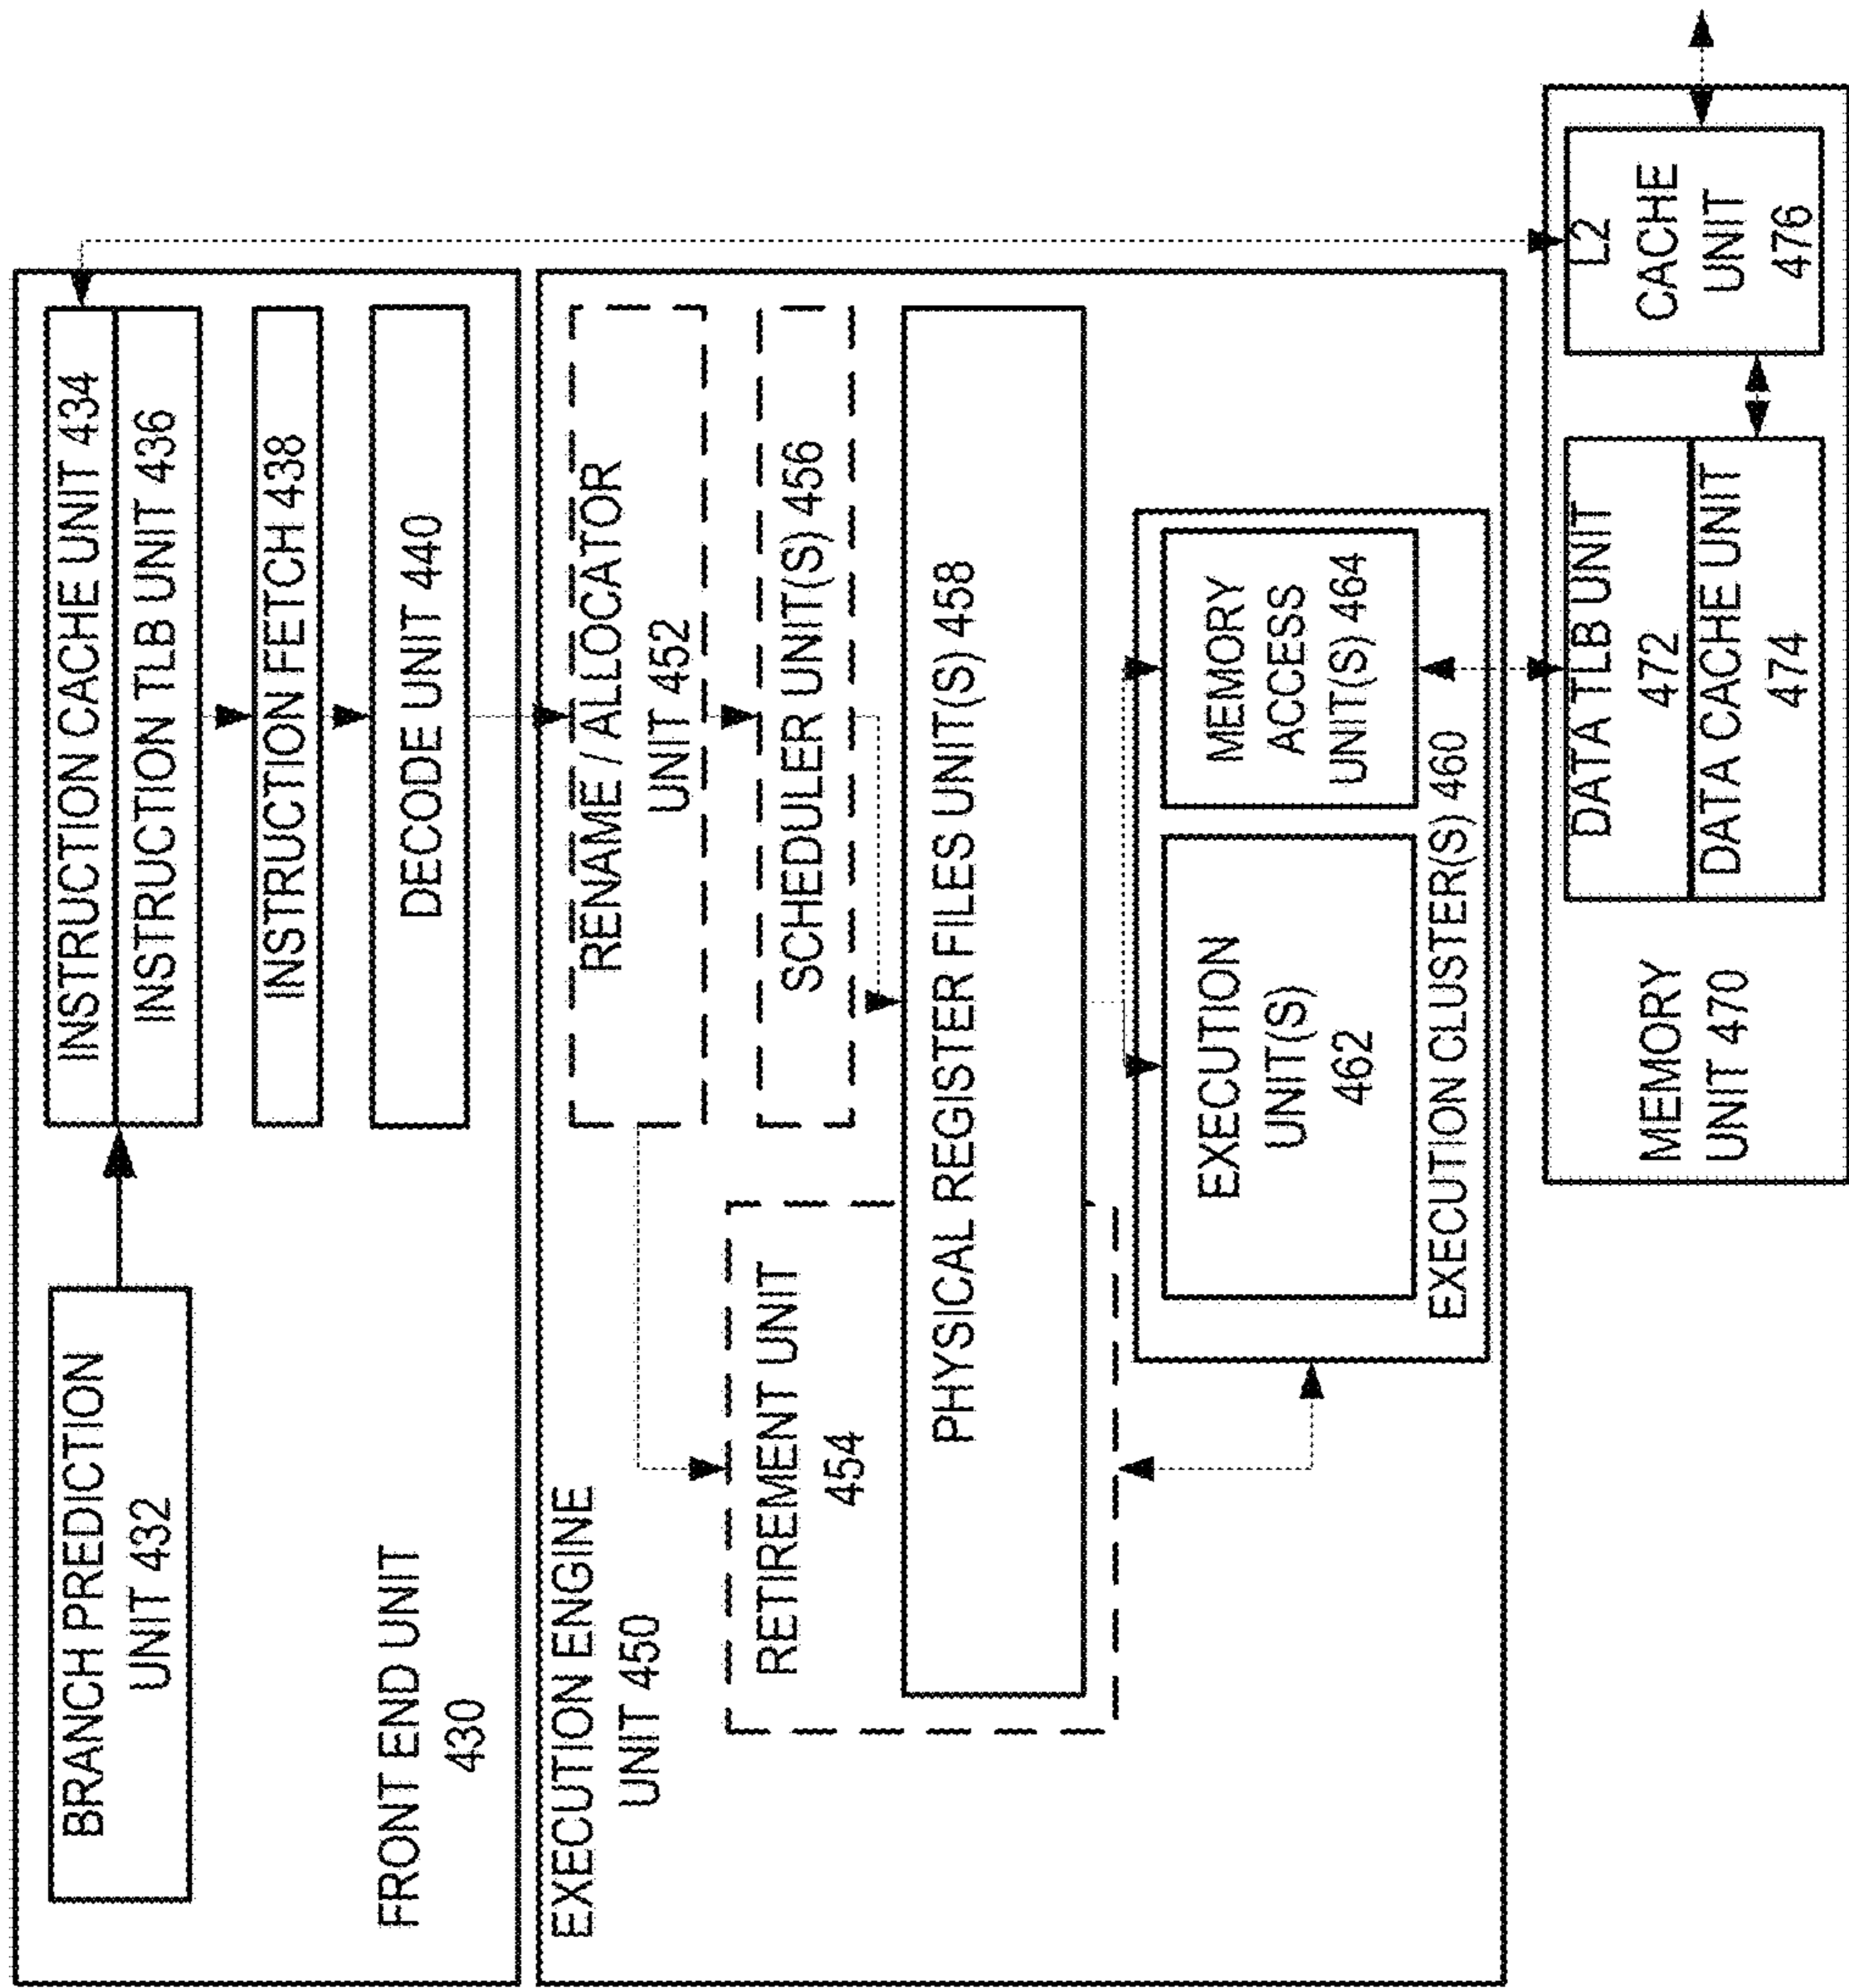 BRANCH PREDICTION
UNIT 432
INSTRUCTION CACHE UNIT 434
INSTRUCTION TLB UNIT 436
INSTRUCTION FETCH 438
FRONT END UNIT
430
DECODE UNIT 440
EXECUTION ENGINE
UNIT 450
RENAME / ALLOCATOR
UNIT 452
RETIREMENT UNIT
454
SCHEDULER UNIT(S) 456
PHYSICAL REGISTER FILES UNIT(S) 458
EXECUTION
UNIT(S)
462
MEMORY
ACCESS
UNIT(S) 464
EXECUTION CLUSTER(S) 460
MEMORY
UNIT 470
DATA TLB UNIT
472
DATA CACHE UNIT
474
L2
CACHE
UNIT
476